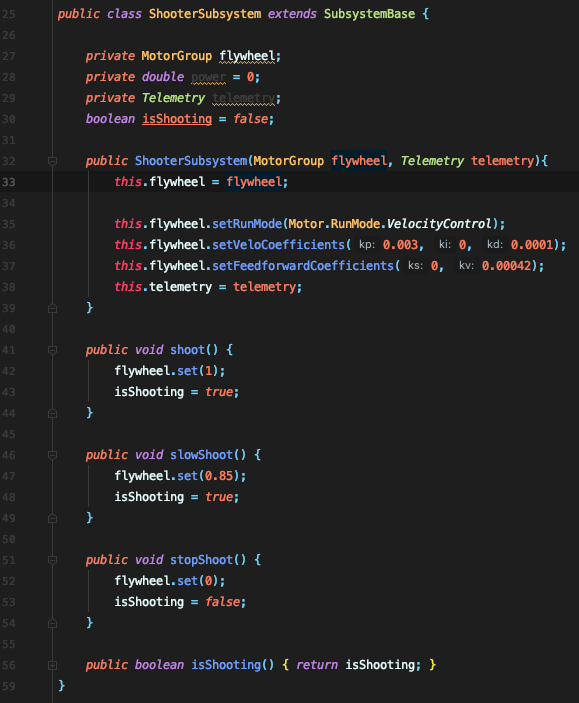 25 public class ShooterSubsystem extends SubsystemBase {
26
27 private MotorGroup flywheel;
28 private double power = 0;
29 private Telemetry telemetry;
30 boolean isShooting = false;
31
32 public ShooterSubsystem(MotorGroup flywheel, Telemetry telemetry){
33 this.flywheel = flywheel;
34
35 this.flywheel.setRunMode(Motor.RunMode.VelocityControl);
36 this.flywheel.setVeloCoefficients( kp: 0.003, ki: 0, kd: 0.0001);
37 this.flywheel.setFeedforwardCoefficients( ks: 0, kv: 0.00042);
38 this.telemetry = telemetry;
39 }
40
41 public void shoot() {
42 flywheel.set(1);
43 isShooting = true;
44 }
45
46 public void slowShoot() {
47 flywheel.set(0.85);
48 isShooting = true;
49 }
50
51 public void stopShoot() {
52 flywheel.set(0);
53 isShooting = false;
54 }
55
56 public boolean isShooting() { return isShooting; }
59 }